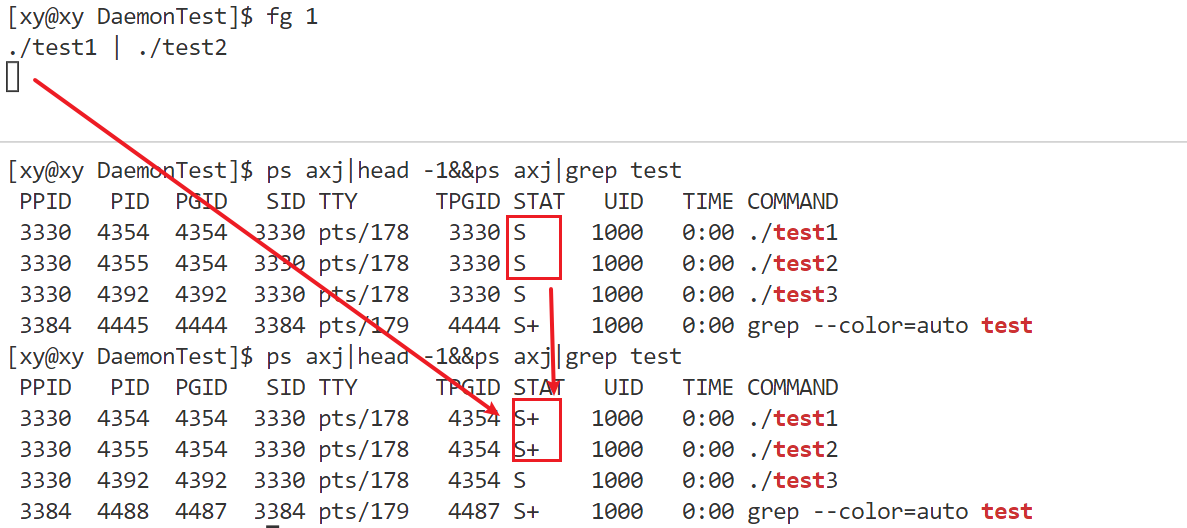 [xy@xy DaemonTest]$ fg 1
./test1 | ./test2
[xy@xy DaemonTest]$ ps axj|head -1&&ps axj|grep test
PPID PID PGID SID TTY TPGID STAT UID TIME COMMAND
3330 4354 4354 3330 pts/178 3330 S 1000 0:00 ./test1
3330 4355 4354 3330 pts/178 3330 S 1000 0:00 ./test2
3330 4392 4392 3330 pts/178 3330 S 1000 0:00 ./test3
3384 4445 4444 3384 pts/179 4444 S+ 1000 0:00 grep --color=auto test
[xy@xy DaemonTest]$ ps axj|head -1&&ps axj|grep test
PPID PID PGID SID TTY TPGID STAT UID TIME COMMAND
3330 4354 4354 3330 pts/178 4354 S+ 1000 0:00 ./test1
3330 4355 4354 3330 pts/178 4354 S+ 1000 0:00 ./test2
3330 4392 4392 3330 pts/178 4354 S 1000 0:00 ./test3
3384 4488 4487 3384 pts/179 4487 S+ 1000 0:00 grep --color=auto test